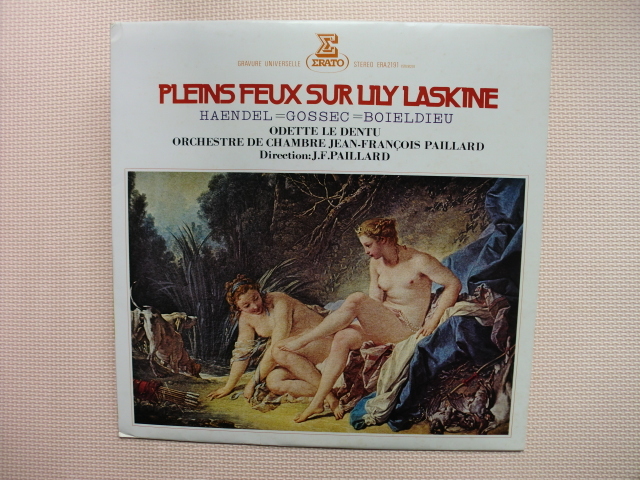 GRAVURE UNIVERSELLE ERATO STEREO ERA2191
PLEINS FEUX SUR LILY LASKINE
HAENDEL=GOSSEC=BOIELDIEU
ODETTE LE DENTU
ORCHESTRE DE CHAMBRE JEAN-FRANÇOIS PAILLARD
Direction:J.F.PAILLARD